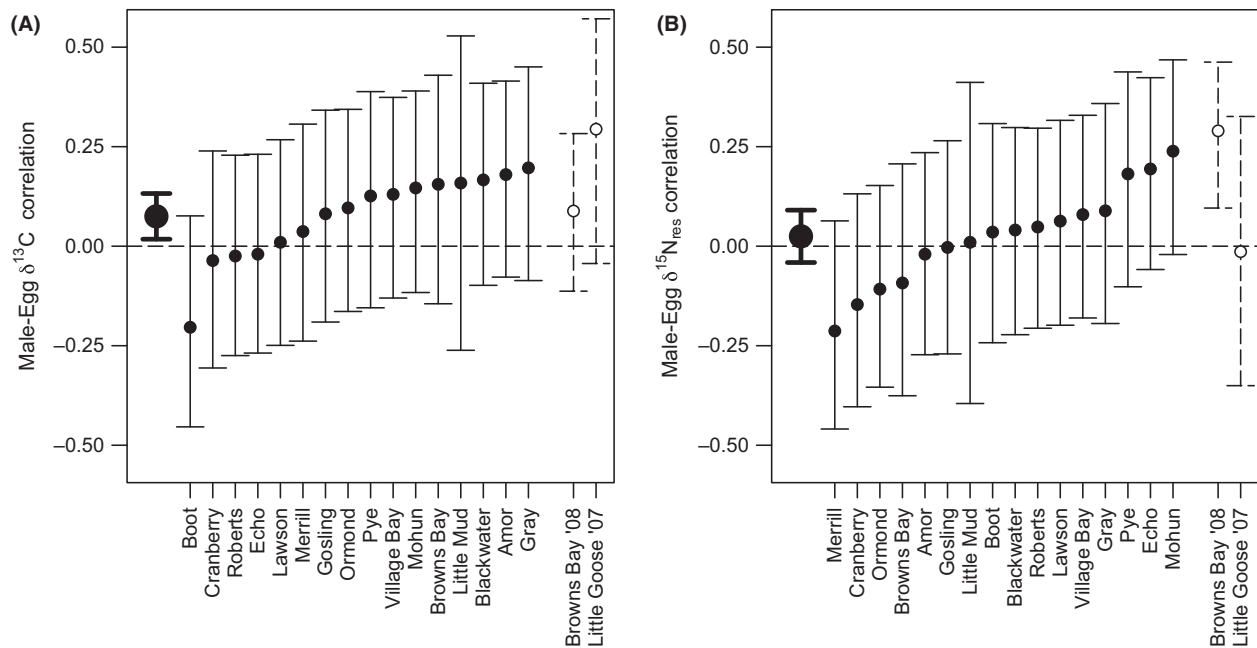 (A)
Male-Egg δ¹³C correlation
0.50
0.25
0.00
–0.25
–0.50
Boot
Cranberry
Roberts
Echo
Lawson
Merrill
Gosling
Ormond
Pye
Village Bay
Mohun
Browns Bay
Little Mud
Blackwater
Amor
Gray
Browns Bay '08
Little Goose '07
(B)
Male-Egg δ¹⁵N_res correlation
0.50
0.25
0.00
–0.25
–0.50
Merrill
Cranberry
Ormond
Browns Bay
Amor
Gosling
Little Mud
Boot
Blackwater
Roberts
Lawson
Village Bay
Gray
Pye
Echo
Mohun
Browns Bay '08
Little Goose '07